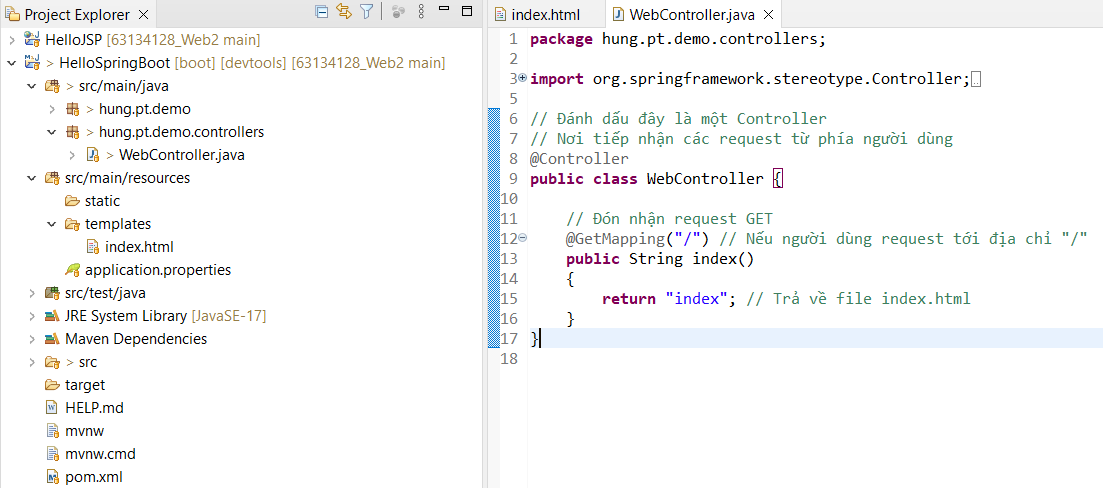 Project Explorer
HelloJSP [63134128_Web2 main]
> HelloSpringBoot [boot] [devtools] [63134128_Web2 main]
> src/main/java
> hung.pt.demo
> hung.pt.demo.controllers
> WebController.java
src/main/resources
static
templates
index.html
application.properties
src/test/java
JRE System Library [JavaSE-17]
Maven Dependencies
> src
target
HELP.md
mvnw
mvnw.cmd
pom.xml
index.html
WebController.java
1 package hung.pt.demo.controllers;
2
3 import org.springframework.stereotype.Controller;
5
6 // Đánh dấu đây là một Controller
7 // Nơi tiếp nhận các request từ phía người dùng
8 @Controller
9 public class WebController {
10
11 // Đón nhận request GET
12 @GetMapping("/") // Nếu người dùng request tới địa chỉ "/"
13 public String index()
14 {
15 return "index"; // Trả về file index.html
16 }
17 }
18